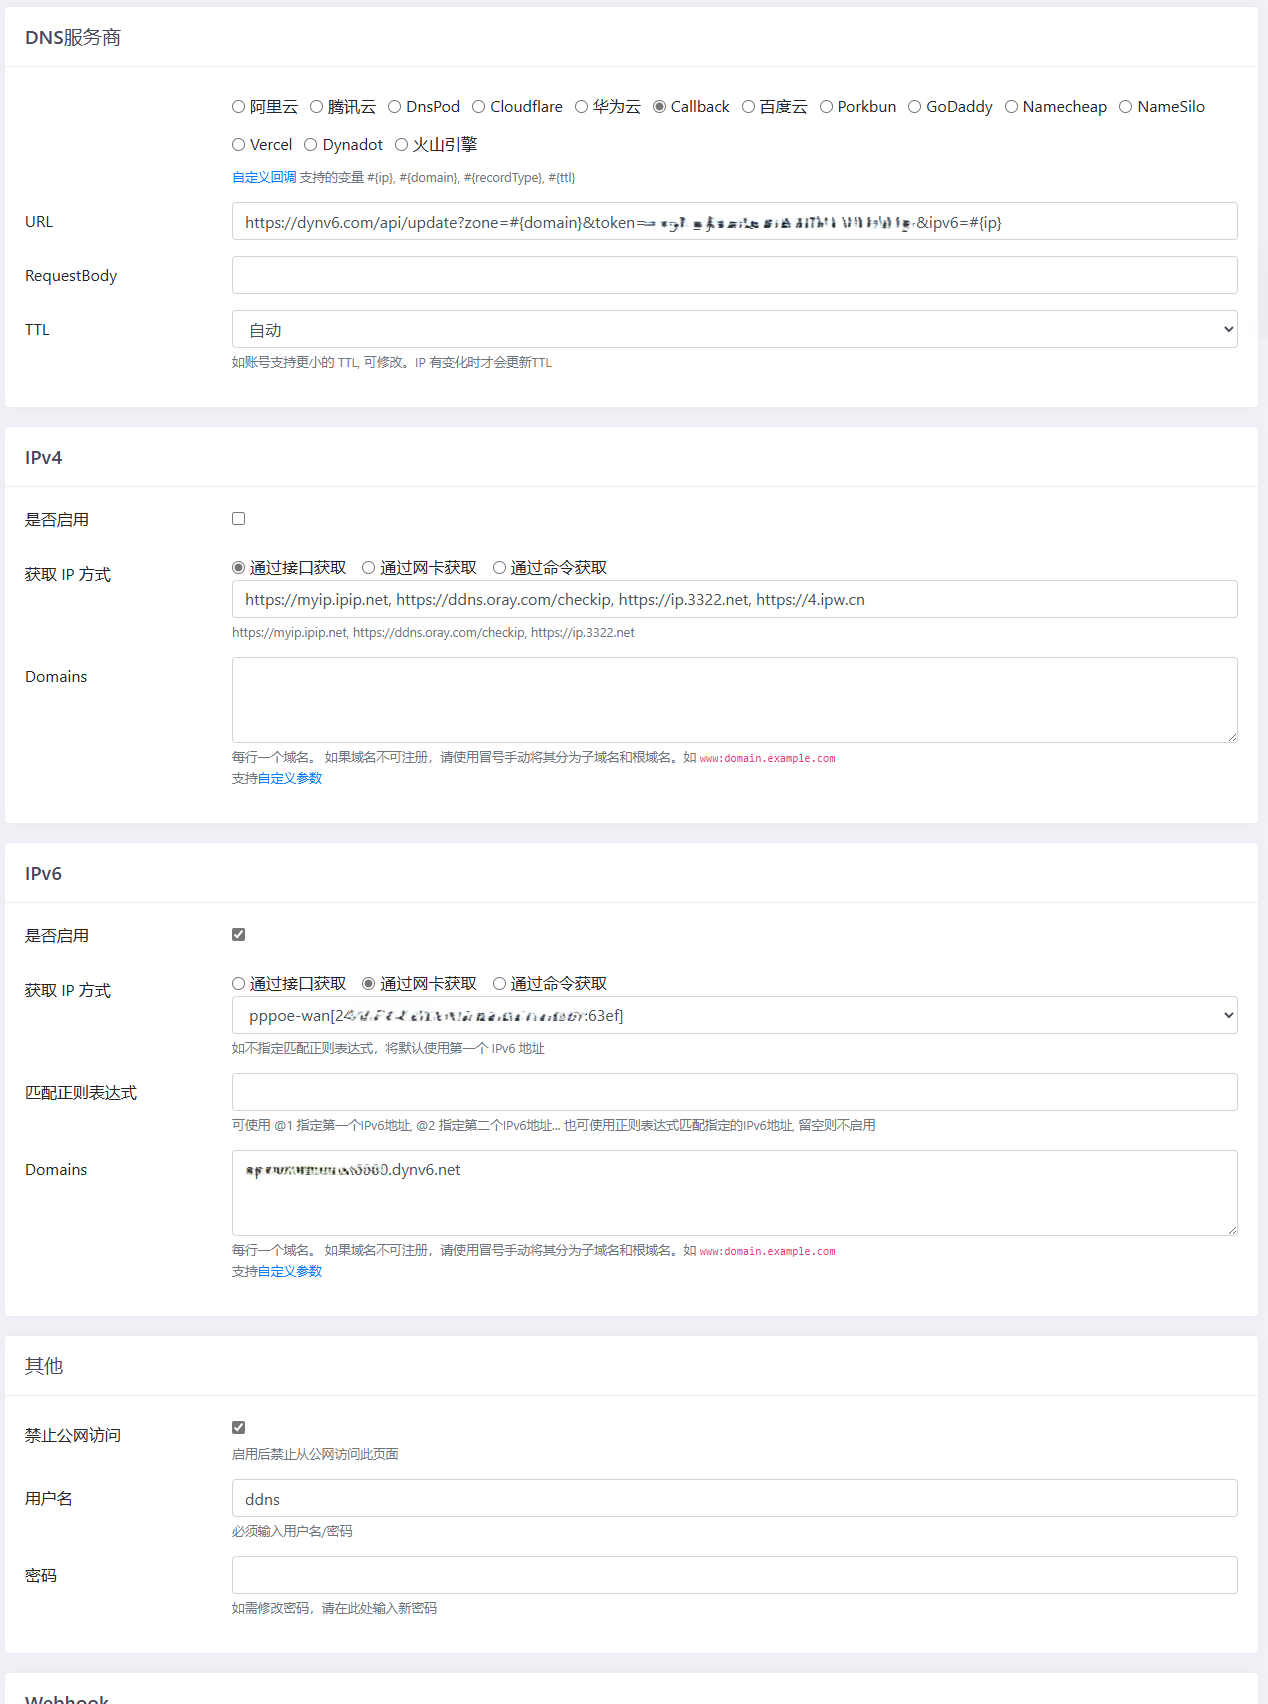 DNS服务商
阿里云 腾讯云 DnsPod Cloudflare 华为云 Callback 百度云 Porkbun GoDaddy Namecheap NameSilo
Vercel Dynadot 火山引擎
自定义回调 支持的变量 #{ip}, #{domain}, #{recordType}, #{ttl}
URL https://dynv6.com/api/update?zone=#{domain}&token= &ipv6=#{ip}
RequestBody
TTL 自动
如账号支持更小的 TTL, 可修改。IP 有变化时才会更新TTL
IPv4
是否启用
获取 IP 方式 通过接口获取 通过网卡获取 通过命令获取
https://myip.ipip.net, https://ddns.oray.com/checkip, https://ip.3322.net, https://4.ipw.cn
https://myip.ipip.net, https://ddns.oray.com/checkip, https://ip.3322.net
Domains
每行一个域名。 如果域名不可注册，请使用冒号手动将其分为子域名和根域名。如 www:domain.example.com
支持自定义参数
IPv6
是否启用
获取 IP 方式 通过接口获取 通过网卡获取 通过命令获取
pppoe-wan[24 :63ef]
如不指定匹配正则表达式，将默认使用第一个 IPv6 地址
匹配正则表达式
可使用 @1 指定第一个IPv6地址, @2 指定第二个IPv6地址... 也可使用正则表达式匹配指定的IPv6地址, 留空则不启用
Domains .dynv6.net
每行一个域名。 如果域名不可注册，请使用冒号手动将其分为子域名和根域名。如 www:domain.example.com
支持自定义参数
其他
禁止公网访问
启用后禁止从公网访问此页面
用户名 ddns
必须输入用户名/密码
密码
如需修改密码，请在此处输入新密码
Webhook